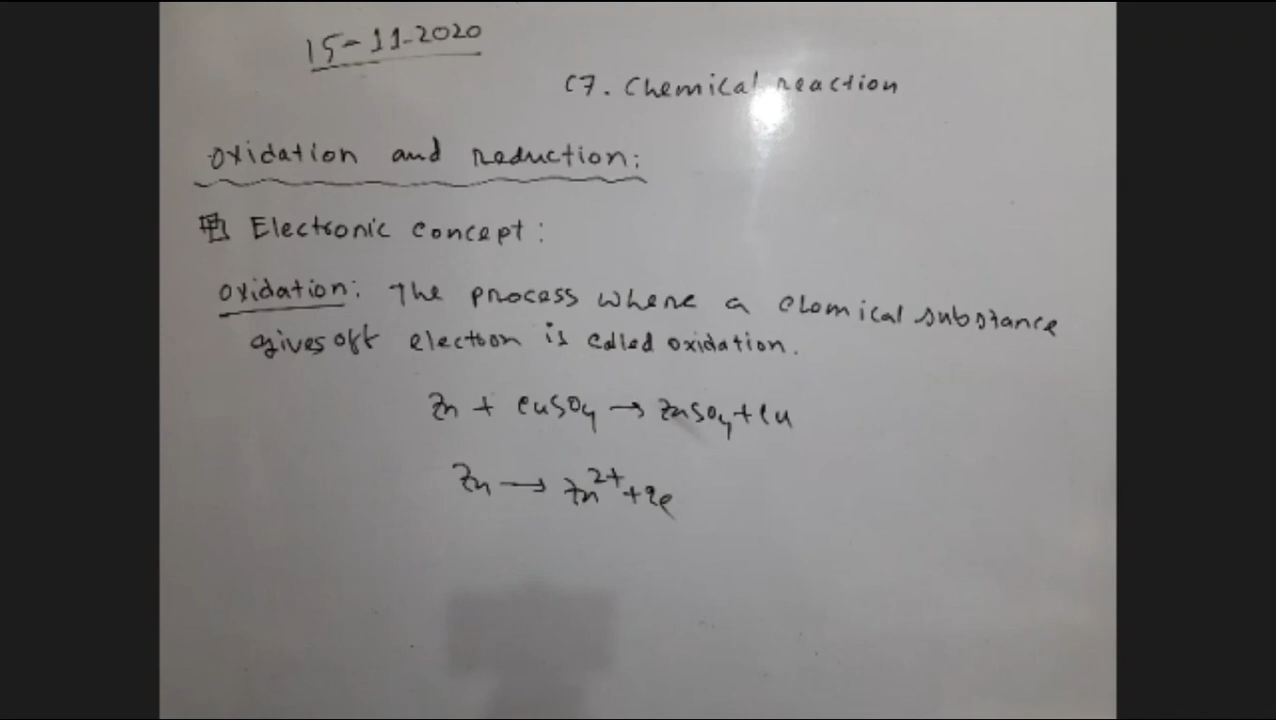 15-11-2020
C7. Chemical reaction
oxidation and reduction:
Electronic concept:
oxidation: The process where a chemical substance
gives off electron is called oxidation.
Zn + CuSO₄ → ZnSO₄ + Cu
Zn → Zn²⁺ + 2e